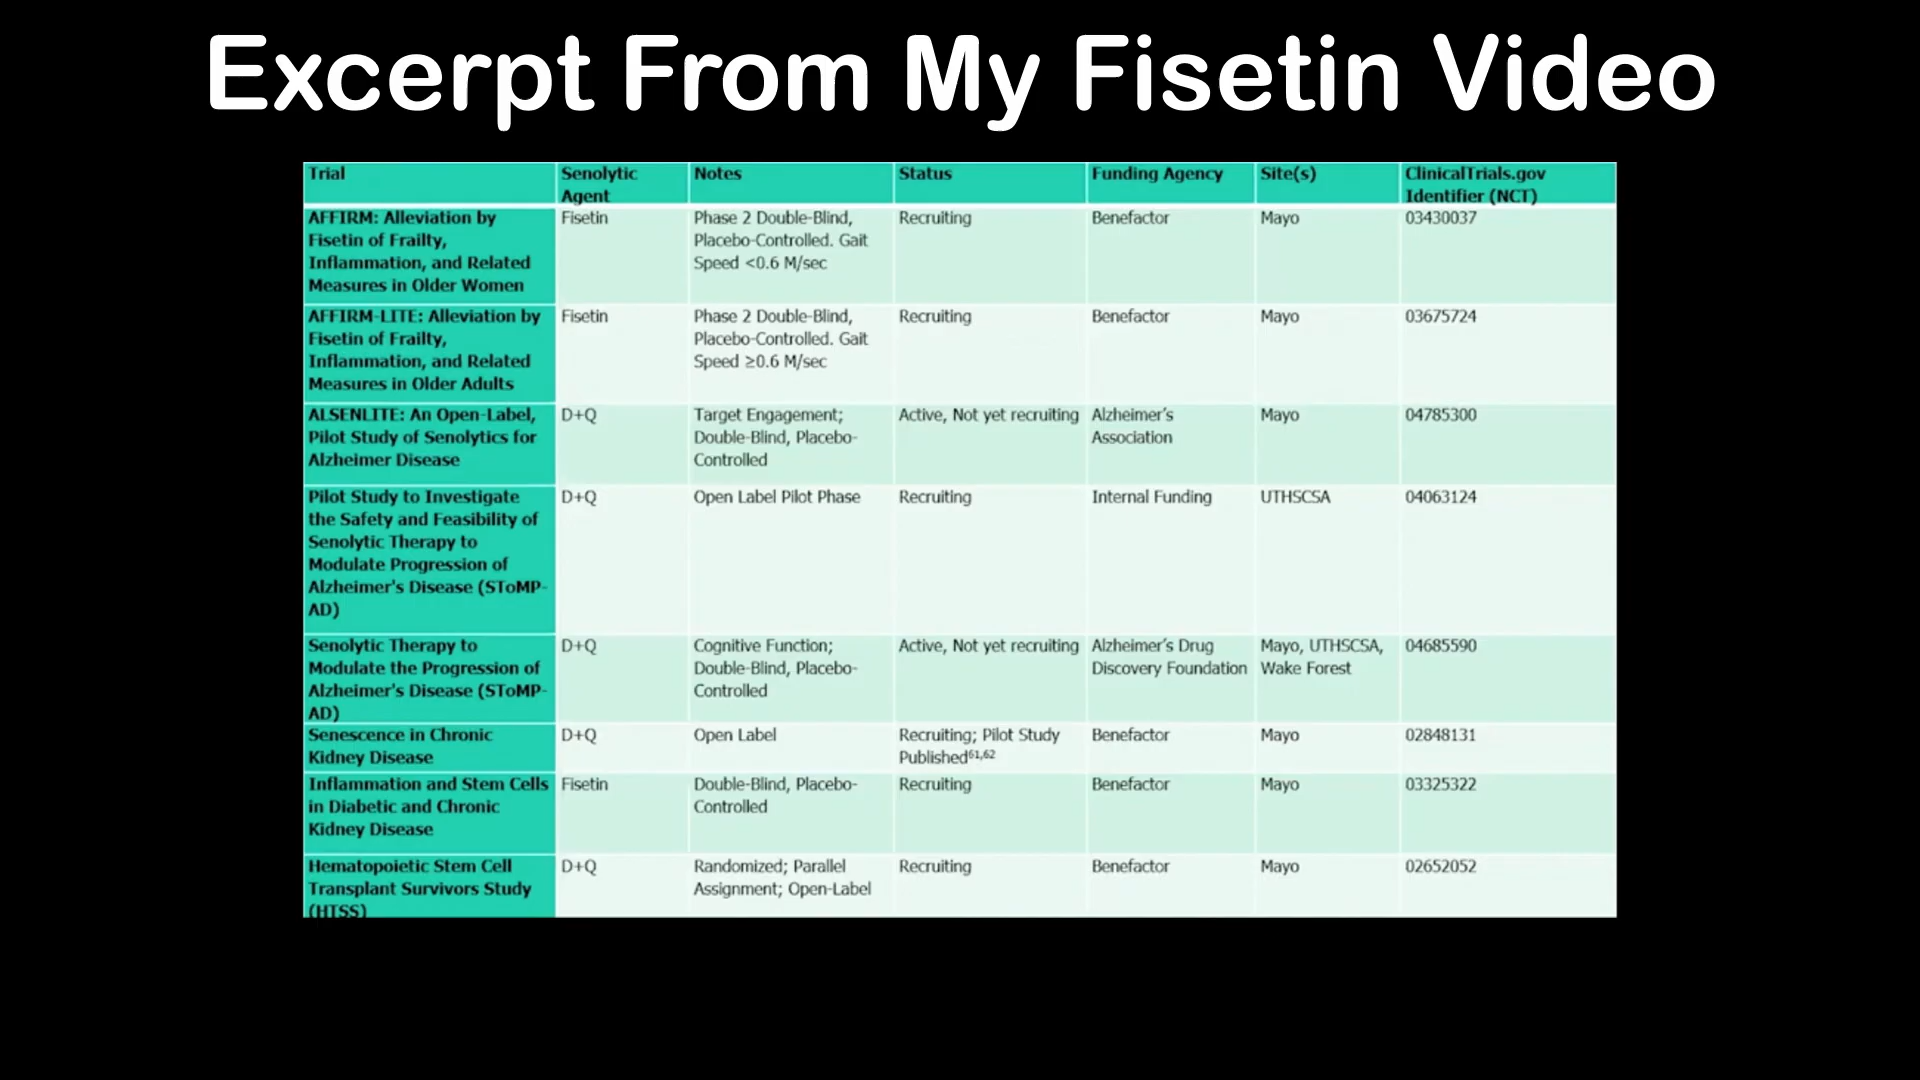 Excerpt From My Fisetin Video
Trial
Senolytic
Agent
Notes
Status
Funding Agency
Site(s)
ClinicalTrials.gov
Identifier (NCT)
AFFIRM: Alleviation by
Fisetin of Frailty,
Inflammation, and Related
Measures in Older Women
Fisetin
Phase 2 Double-Blind,
Placebo-Controlled. Gait
Speed <0.6 M/sec
Recruiting
Benefactor
Mayo
03430037
AFFIRM-LITE: Alleviation by
Fisetin of Frailty,
Inflammation, and Related
Measures in Older Adults
Fisetin
Phase 2 Double-Blind,
Placebo-Controlled. Gait
Speed ≥0.6 M/sec
Recruiting
Benefactor
Mayo
03675724
ALSENLITE: An Open-Label,
Pilot Study of Senolytics for
Alzheimer Disease
D+Q
Target Engagement;
Double-Blind, Placebo-
Controlled
Active, Not yet recruiting
Alzheimer’s
Association
Mayo
04785300
Pilot Study to Investigate
the Safety and Feasibility of
Senolytic Therapy to
Modulate Progression of
Alzheimer's Disease (SToMP-
AD)
D+Q
Open Label Pilot Phase
Recruiting
Internal Funding
UTHSCSA
04063124
Senolytic Therapy to
Modulate the Progression of
Alzheimer's Disease (SToMP-
AD)
D+Q
Cognitive Function;
Double-Blind, Placebo-
Controlled
Active, Not yet recruiting
Alzheimer’s Drug
Discovery Foundation
Mayo, UTHSCSA,
Wake Forest
04685590
Senescence in Chronic
Kidney Disease
D+Q
Open Label
Recruiting; Pilot Study
Published61,62
Benefactor
Mayo
02848131
Inflammation and Stem Cells
in Diabetic and Chronic
Kidney Disease
Fisetin
Double-Blind, Placebo-
Controlled
Recruiting
Benefactor
Mayo
03325322
Hematopoietic Stem Cell
Transplant Survivors Study
(HTSS)
D+Q
Randomized; Parallel
Assignment; Open-Label
Recruiting
Benefactor
Mayo
02652052